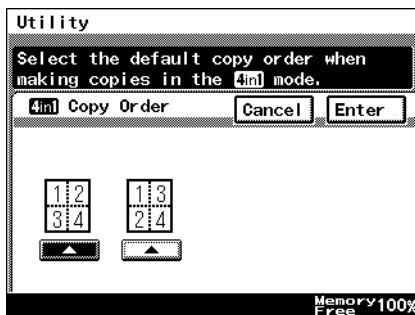 Utility
Select the default copy order when
making copies in the 4in1 mode.
4in1 Copy Order
Cancel
Enter
1 2
3 4
1 3
2 4
Memory
Free 100%